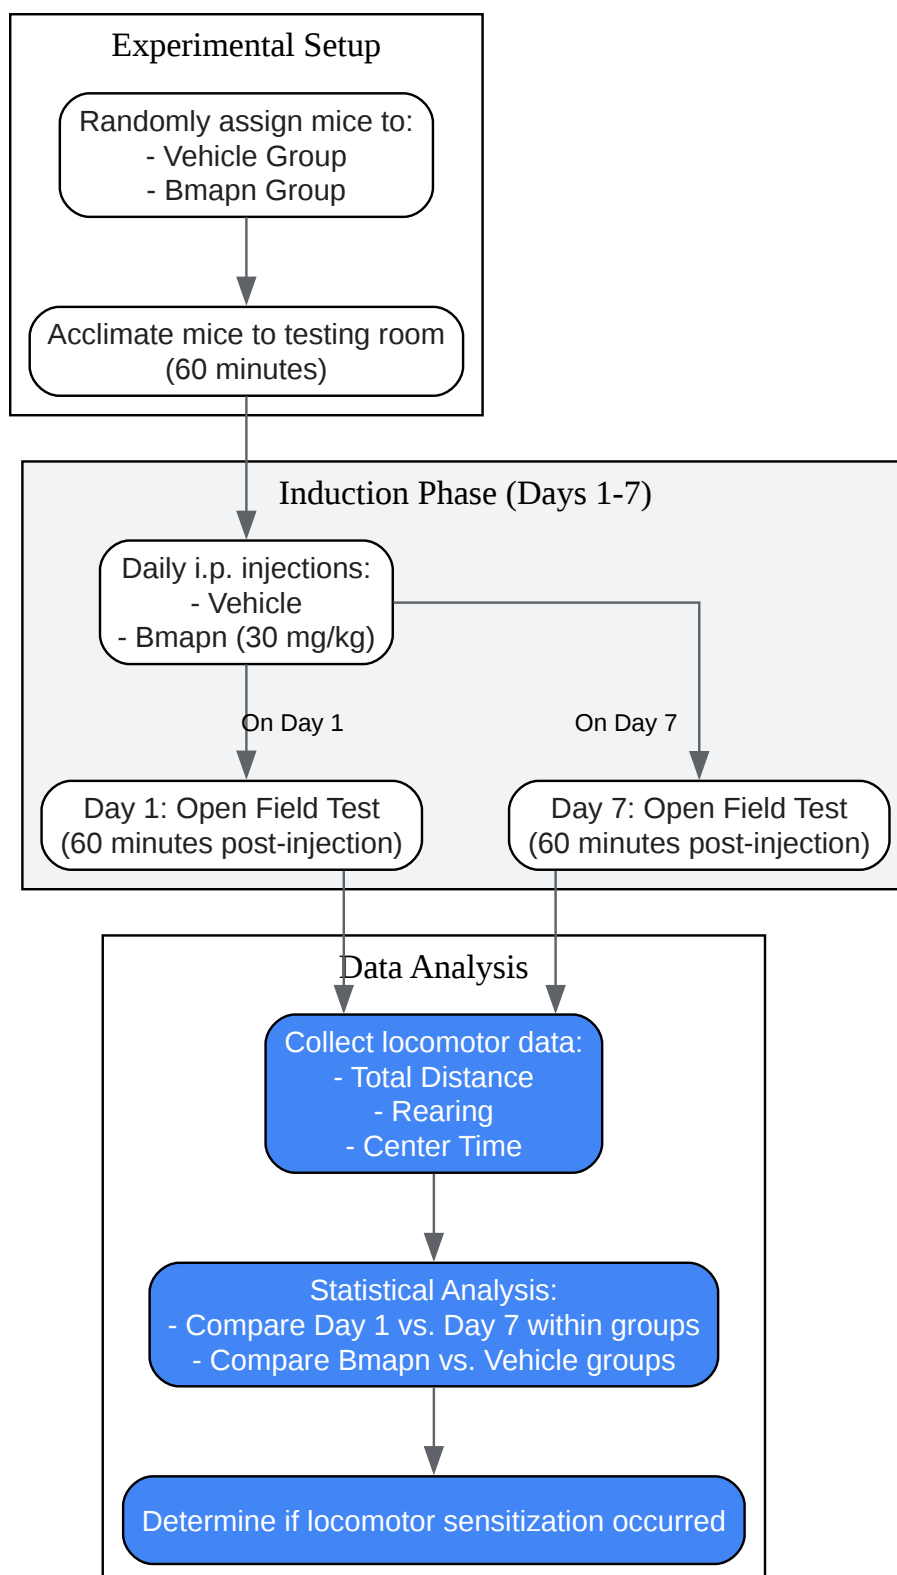 Experimental Setup
Randomly assign mice to:
- Vehicle Group
- Bmapn Group
Acclimate mice to testing room
(60 minutes)
Induction Phase (Days 1-7)
Daily i.p. injections:
- Vehicle
- Bmapn (30 mg/kg)
On Day 1
On Day 7
Day 1: Open Field Test
(60 minutes post-injection)
Day 7: Open Field Test
(60 minutes post-injection)
Data Analysis
Collect locomotor data:
- Total Distance
- Rearing
- Center Time
Statistical Analysis:
- Compare Day 1 vs. Day 7 within groups
- Compare Bmapn vs. Vehicle groups
Determine if locomotor sensitization occurred